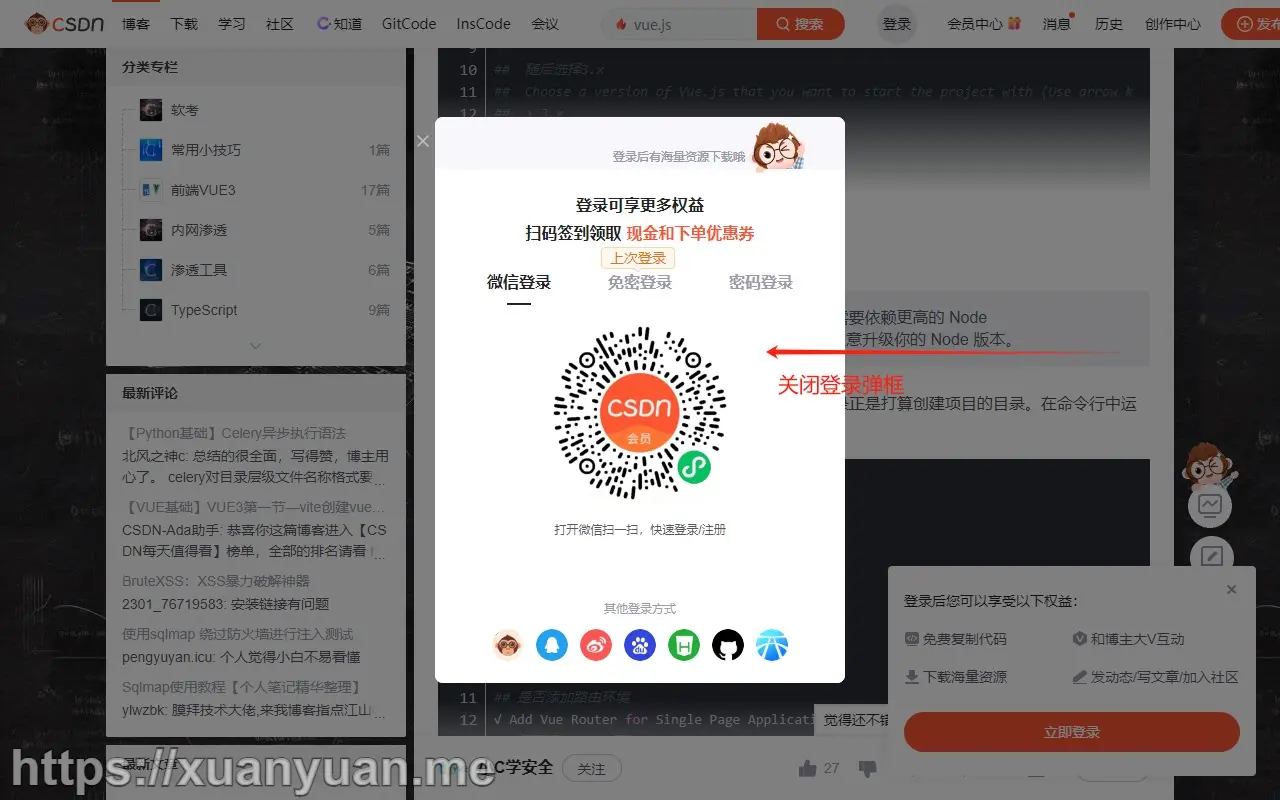 CSDN 博客 下载 学习 社区 C知道 GitCode InsCode 会议 vue.js 搜索 登录 会员中心 消息 历史 创作中心 发布
分类专栏
软考
常用小技巧 1篇
前端VUE3 17篇
内网渗透 5篇
渗透工具 6篇
TypeScript 9篇
最新评论
【Python基础】Celery异步执行语法
北风之神c: 总结的很全面，写得赞，博主用
心了。 celery对目录层级文件名称格式要...
【VUE基础】VUE3第一节—vite创建vue...
CSDN-Ada助手: 恭喜你这篇博客进入【CS
DN每天值得看】榜单，全部的排名请看 !...
BruteXSS：XSS暴力破解神器
2301_76719583: 安装链接有问题
使用sqlmap 绕过防火墙进行注入测试
pengyuyan.icu: 个人觉得小白不易看懂
Sqlmap使用教程【个人笔记精华整理】
ylwzbk: 膜拜技术大佬,来我博客指点江山...
最新文章
9
10 ## 随后选择3.x
11 ## Choose a version of Vue.js that you want to start the project with (Use arrow k
12 ##
登录后有海量资源下载哦
登录可享更多权益
扫码签到领取 现金和下单优惠券
上次登录
微信登录 免密登录 密码登录
CSDN
会员
打开微信扫一扫，快速登录/注册
其他登录方式
du
需要依赖更高的 Node
意升级你的 Node 版本。
关闭登录弹框
正是打算创建项目的目录。在命令行中运
11 ## 是否添加路由环境
12 √ Add Vue Router for Single Page Applicati
觉得还不错
登录后您可以享受以下权益：
免费复制代码 和博主大V互动
下载海量资源 发动态/写文章/加入社区
立即登录
C学安全 关注 27
https://xuanyuan.me